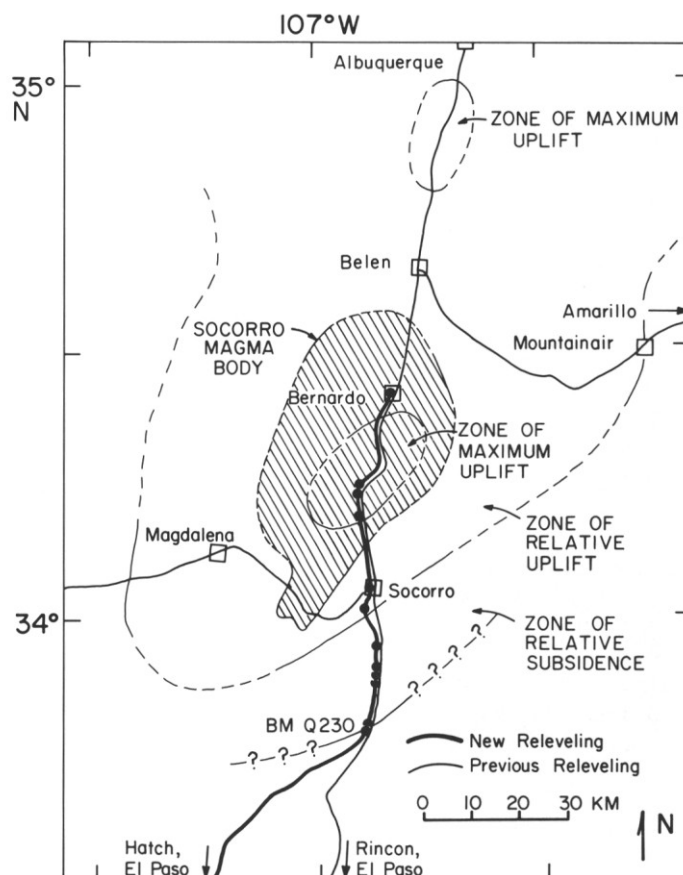 107°W
Albuquerque
35°
N
ZONE OF MAXIMUM
UPLIFT
Belen
Amarillo
Mountainair
SOCORRO
MAGMA
BODY
Bernardo
ZONE OF
MAXIMUM
UPLIFT
Magdalena
ZONE OF
RELATIVE
UPLIFT
Socorro
34°
ZONE OF
RELATIVE
SUBSIDENCE
? ? ? ?
BM Q230
? ? ?
New Releveling
Previous Releveling
0 10 20 30 KM
N
Hatch,
El Paso
Rincon,
El Paso